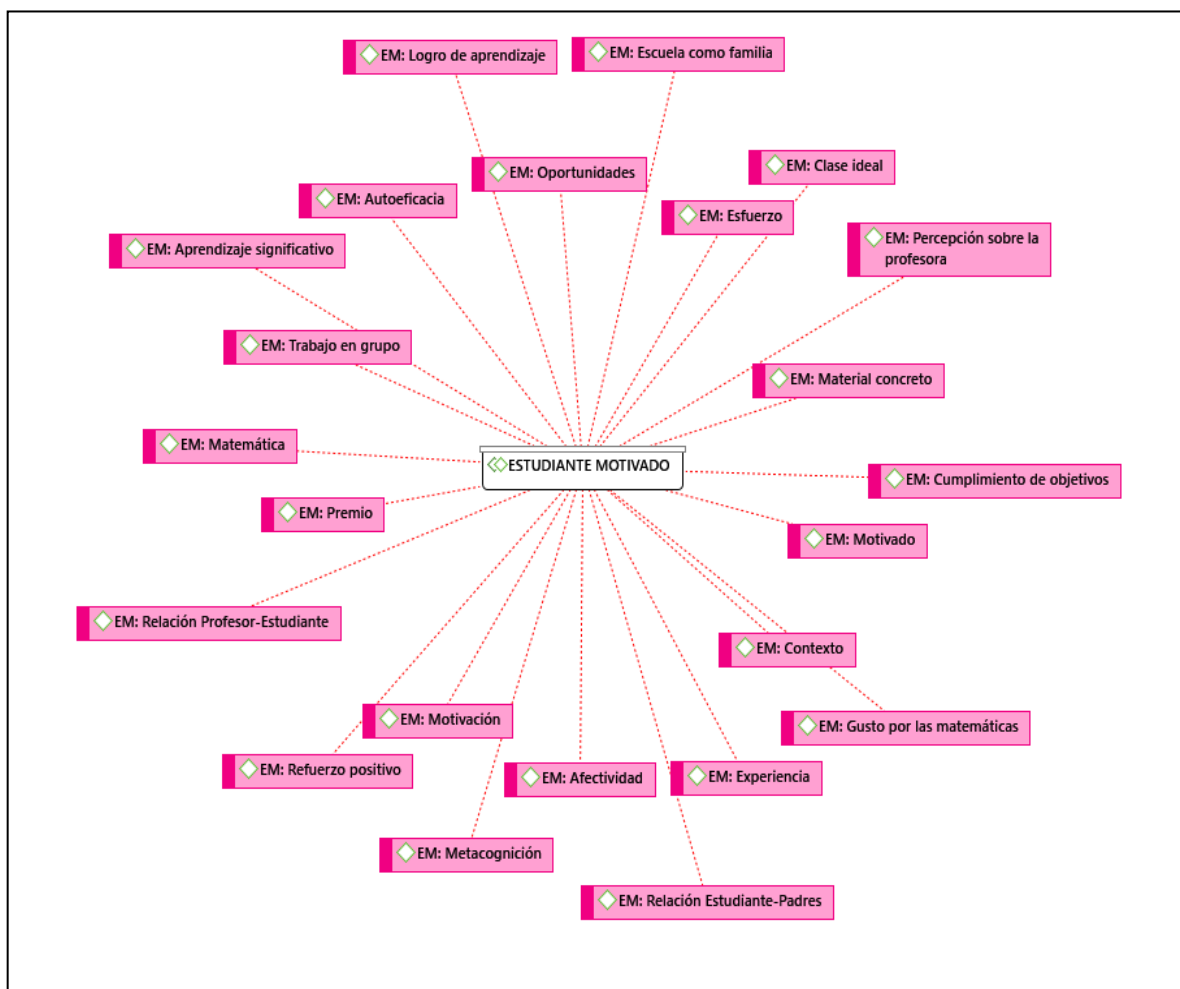 EM: Logro de aprendizaje
EM: Escuela como familia
EM: Oportunidades
EM: Clase ideal
EM: Autoeficacia
EM: Esfuerzo
EM: Aprendizaje significativo
EM: Percepción sobre la
profesora
EM: Trabajo en grupo
EM: Material concreto
EM: Matemática
ESTUDIANTE MOTIVADO
EM: Cumplimiento de objetivos
EM: Premio
EM: Motivado
EM: Relación Profesor-Estudiante
EM: Contexto
EM: Motivación
EM: Gusto por las matemáticas
EM: Refuerzo positivo
EM: Afectividad
EM: Experiencia
EM: Metacognición
EM: Relación Estudiante-Padres